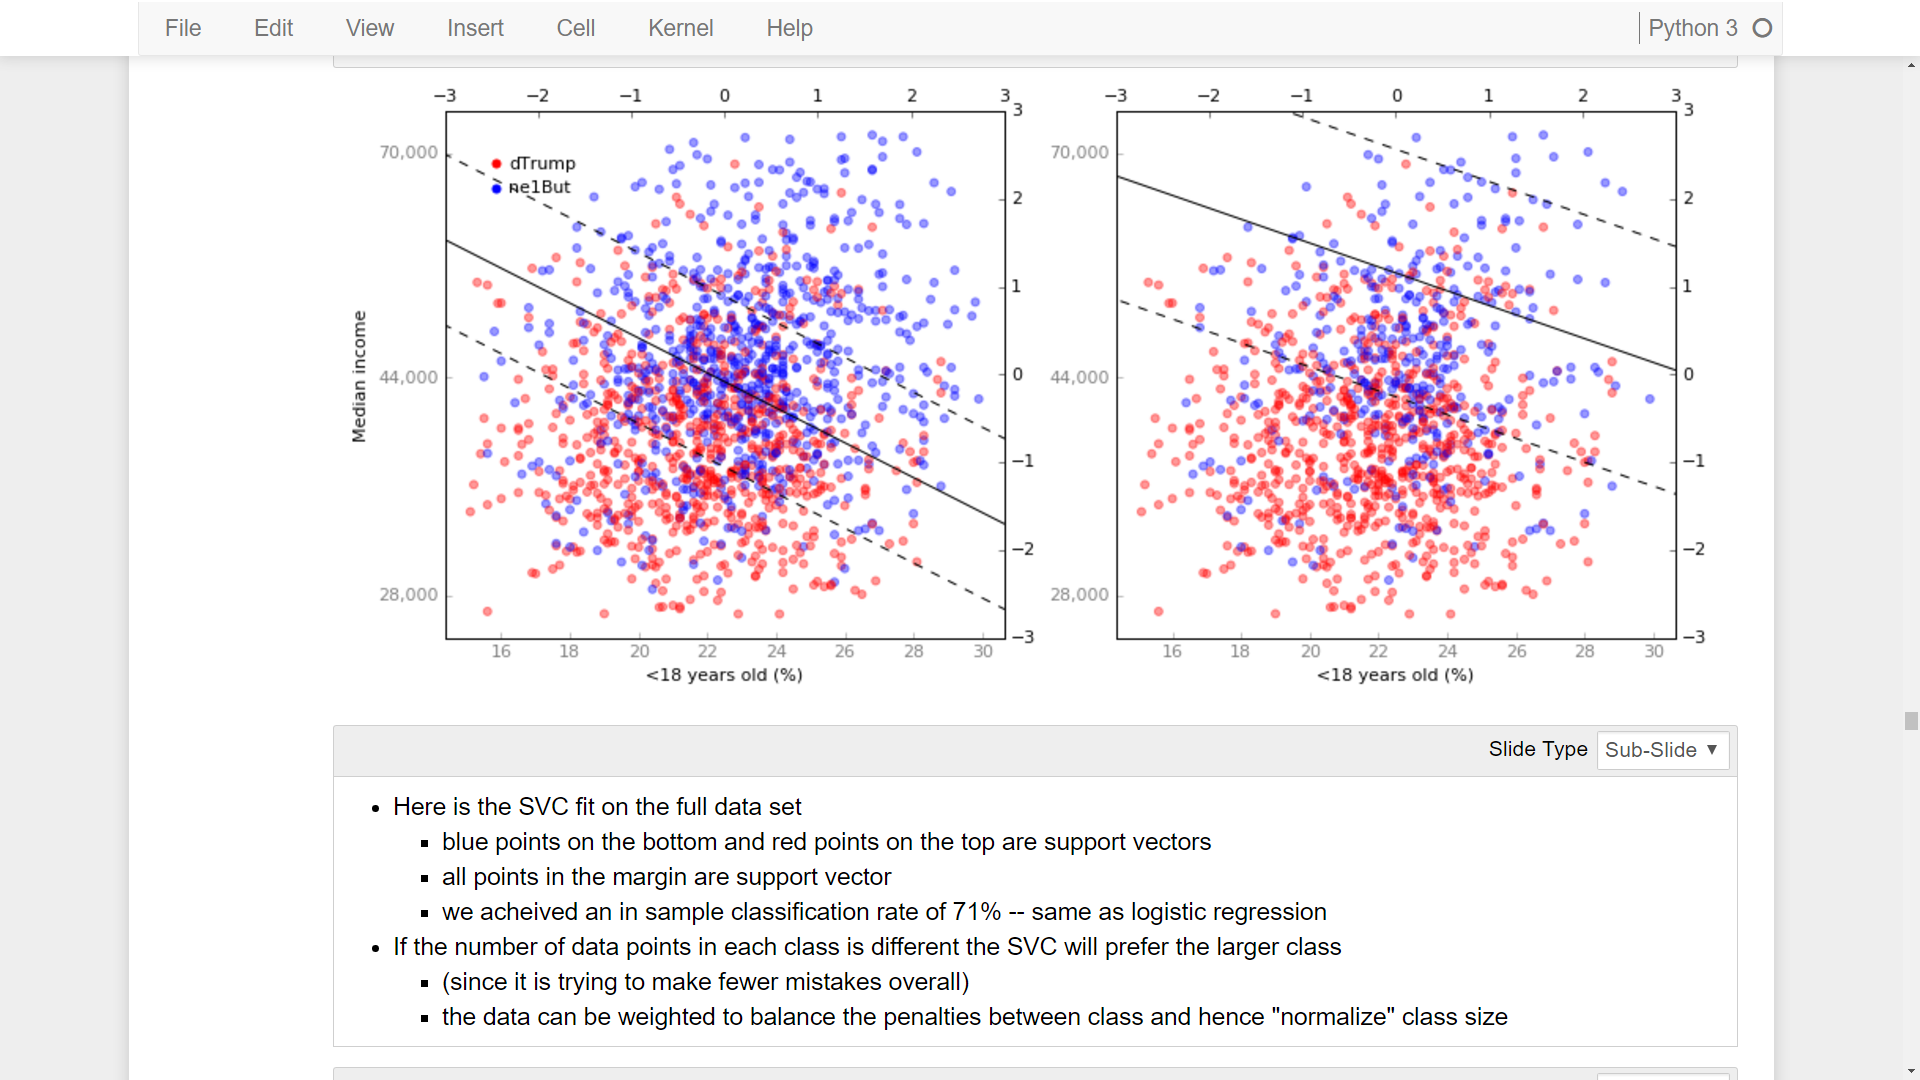 File Edit View Insert Cell Kernel Help Python 3
−3 −2 −1 0 1 2 3
3
2
1
0
−1
−2
−3
70,000
44,000
28,000
Median income
dTrump
ne1But
16 18 20 22 24 26 28 30
<18 years old (%)
−3 −2 −1 0 1 2 3
3
2
1
0
−1
−2
−3
70,000
44,000
28,000
16 18 20 22 24 26 28 30
<18 years old (%)
Slide Type Sub-Slide
Here is the SVC fit on the full data set
blue points on the bottom and red points on the top are support vectors
all points in the margin are support vector
we acheived an in sample classification rate of 71% -- same as logistic regression
If the number of data points in each class is different the SVC will prefer the larger class
(since it is trying to make fewer mistakes overall)
the data can be weighted to balance the penalties between class and hence "normalize" class size